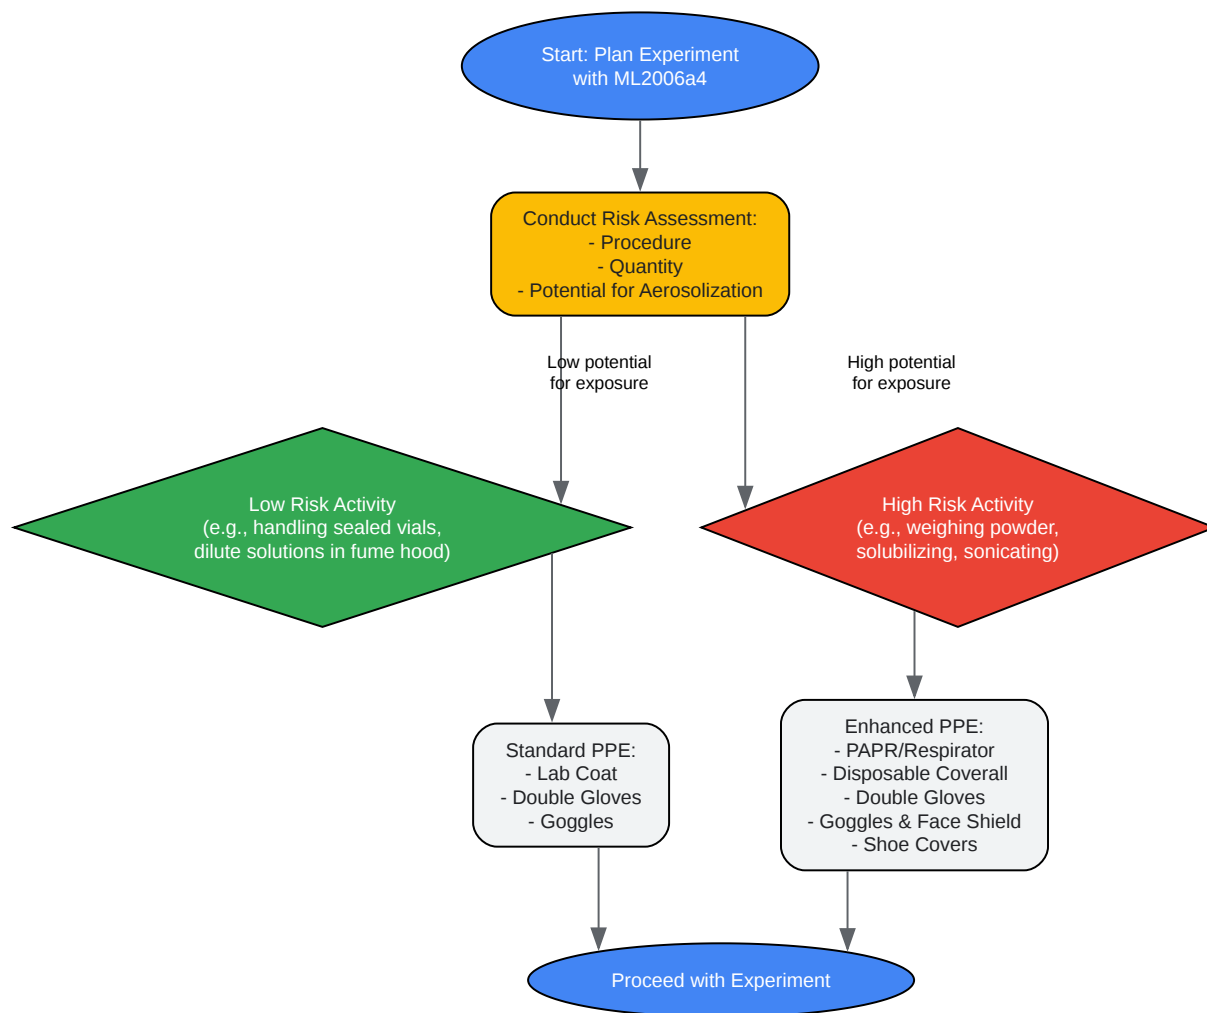 Start: Plan Experiment
with ML2006a4
Conduct Risk Assessment:
- Procedure
- Quantity
- Potential for Aerosolization
Low potential
for exposure
High potential
for exposure
Low Risk Activity
(e.g., handling sealed vials,
dilute solutions in fume hood)
High Risk Activity
(e.g., weighing powder,
solubilizing, sonicating)
Standard PPE:
- Lab Coat
- Double Gloves
- Goggles
Enhanced PPE:
- PAPR/Respirator
- Disposable Coverall
- Double Gloves
- Goggles & Face Shield
- Shoe Covers
Proceed with Experiment